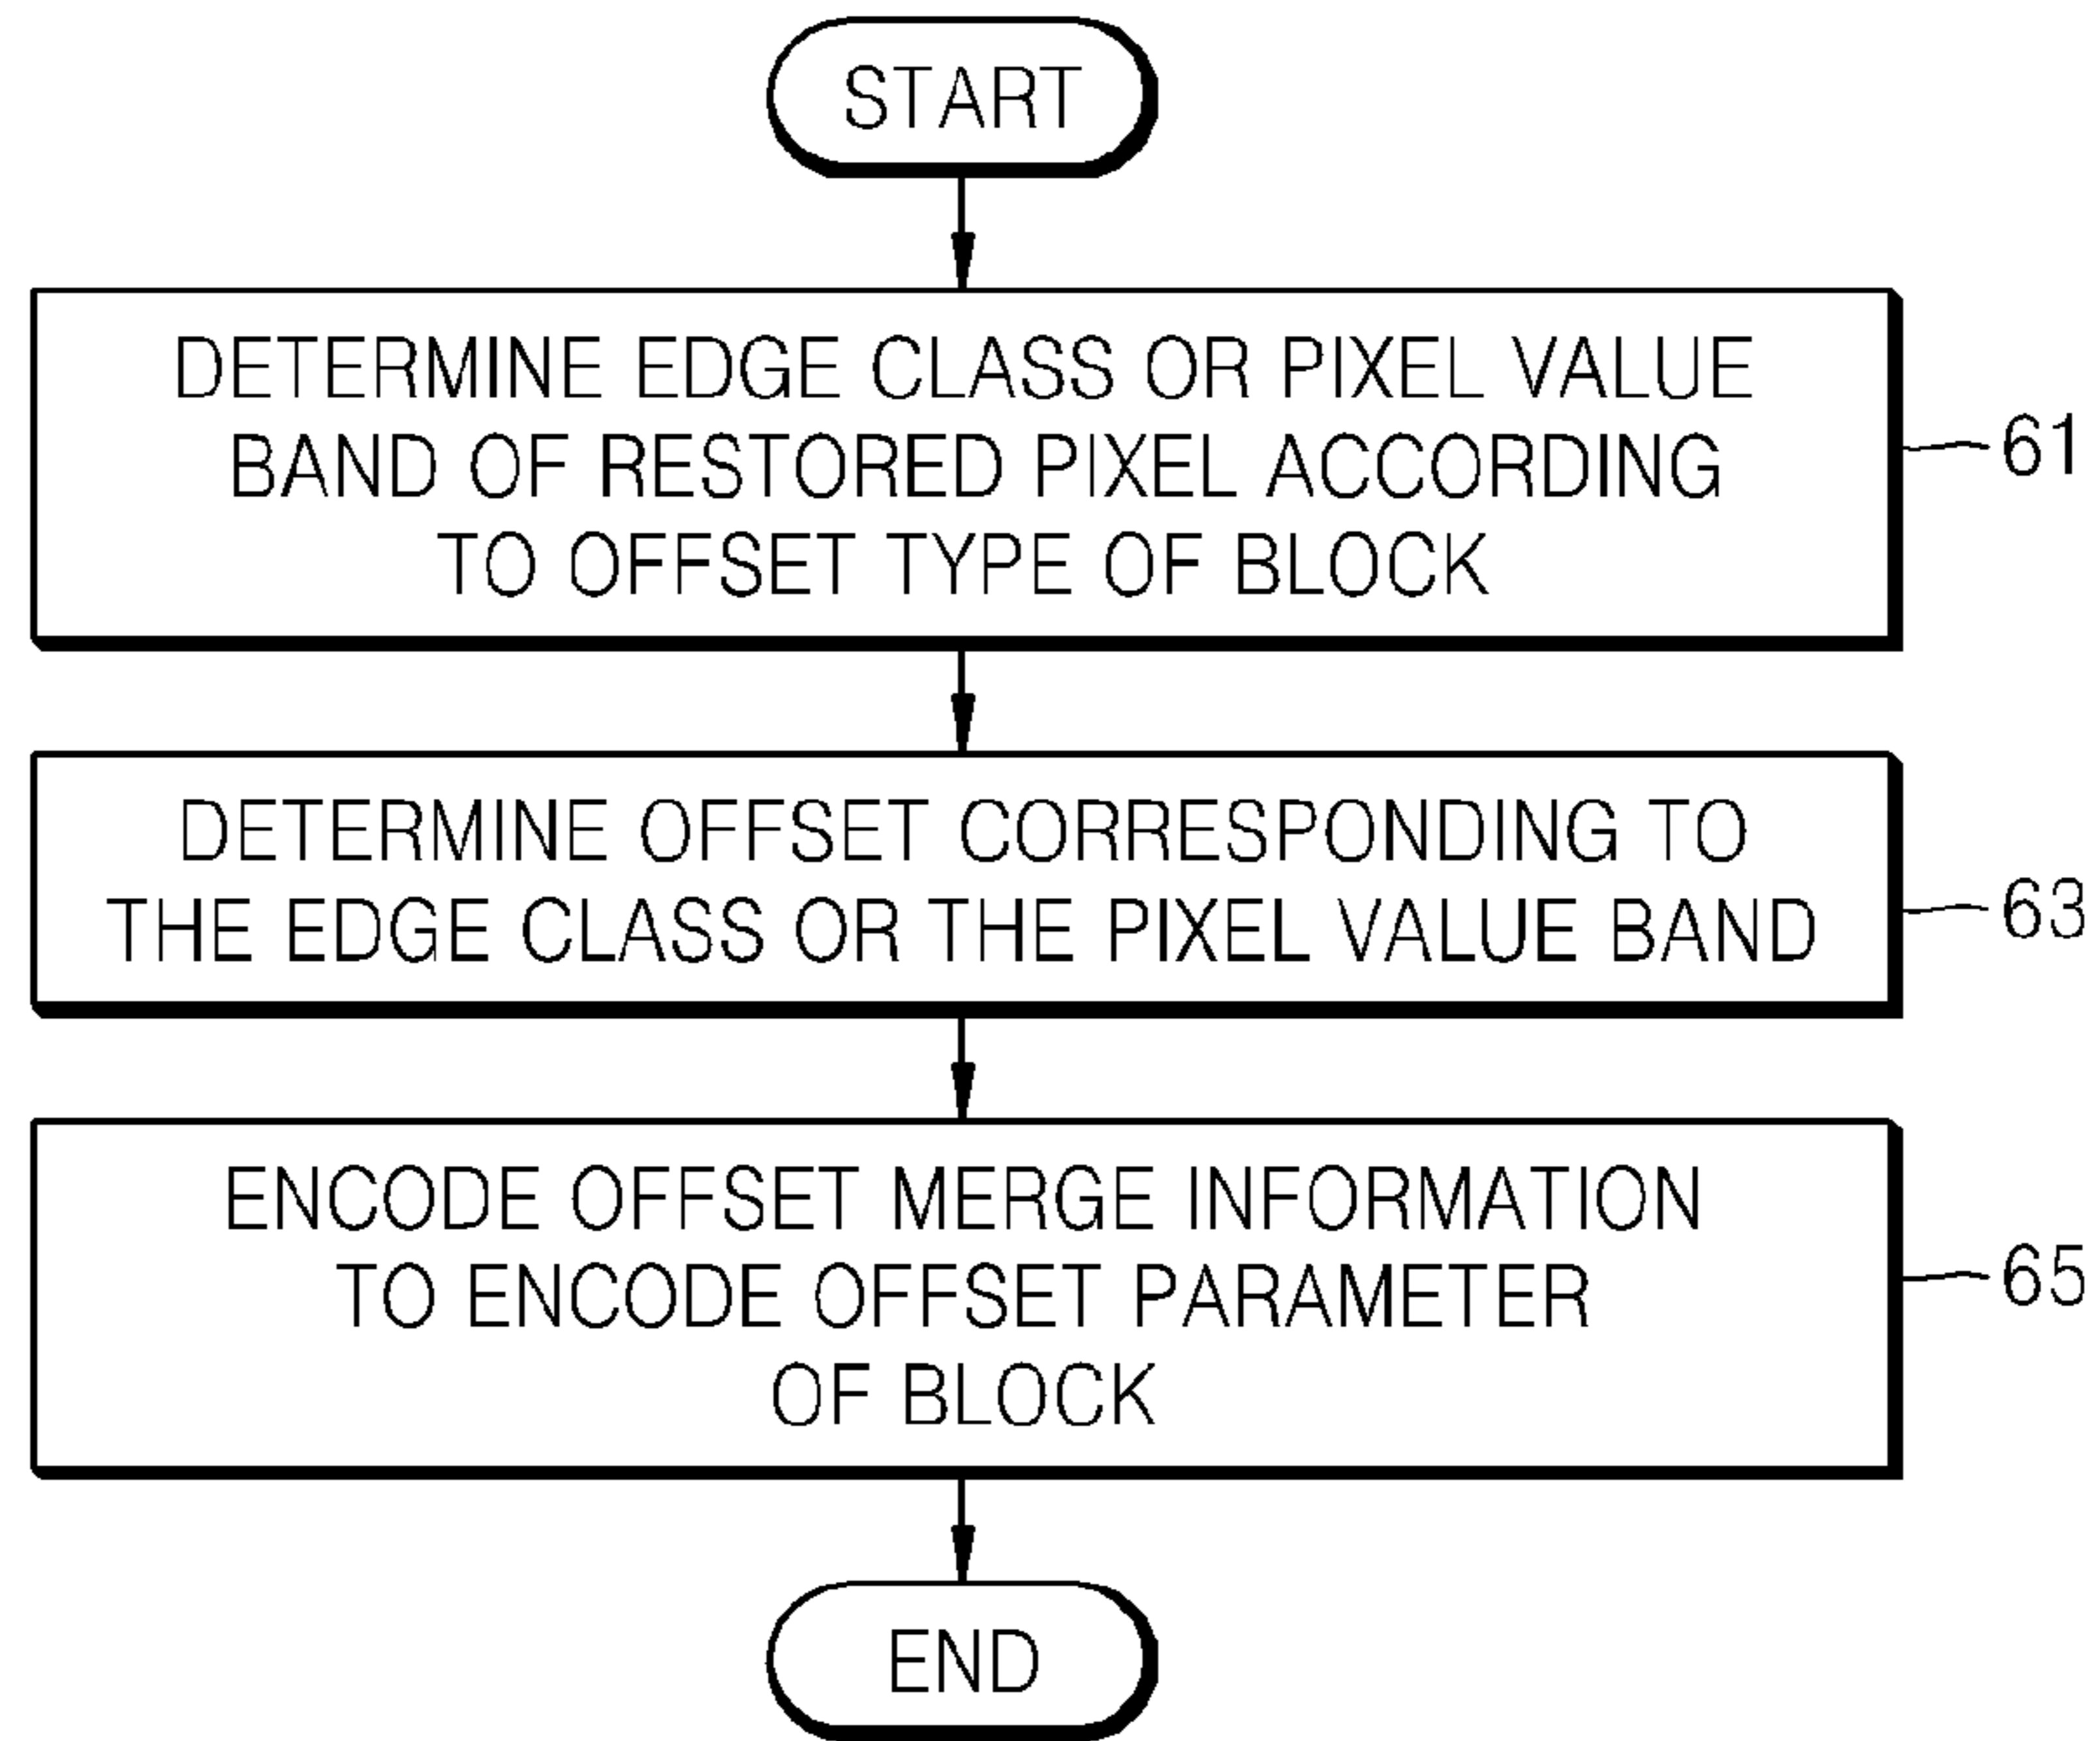 START
DETERMINE EDGE CLASS OR PIXEL VALUE
BAND OF RESTORED PIXEL ACCORDING
TO OFFSET TYPE OF BLOCK
61
DETERMINE OFFSET CORRESPONDING TO
THE EDGE CLASS OR THE PIXEL VALUE BAND
63
ENCODE OFFSET MERGE INFORMATION
TO ENCODE OFFSET PARAMETER
OF BLOCK
65
END